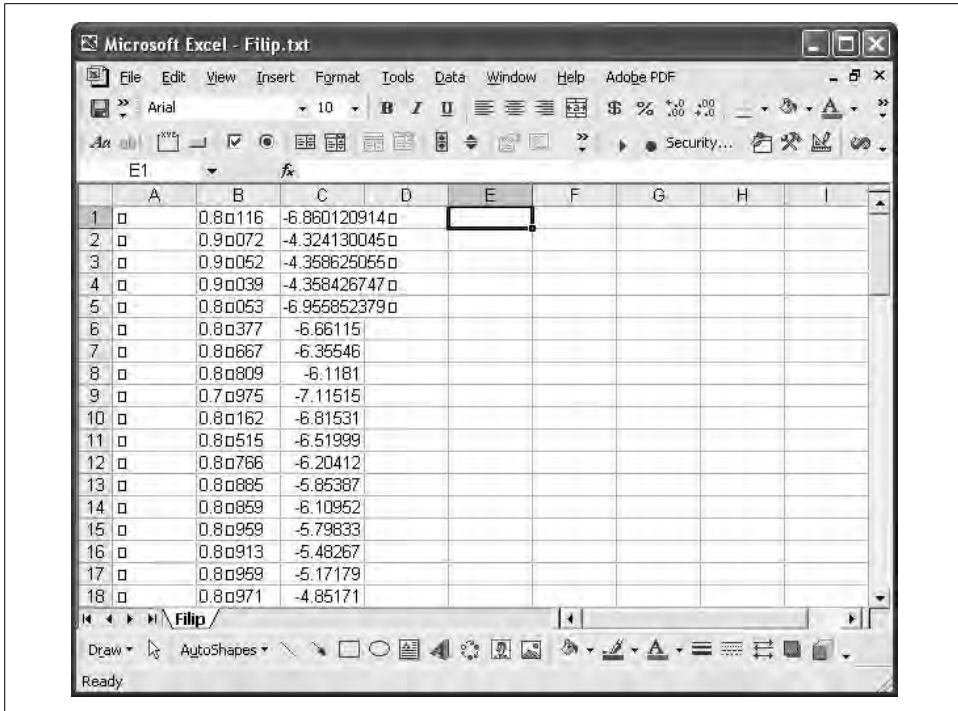 Microsoft Excel - Filip.txt
File Edit View Insert Format Tools Data Window Help Adobe PDF
Arial 10 B I U $ %
Security...
E1 fx
A B C D E F G H I
1 □ 0.8□116 -6.860120914□
2 □ 0.9□072 -4.324130045□
3 □ 0.9□052 -4.358625055□
4 □ 0.9□039 -4.358426747□
5 □ 0.8□053 -6.955852379□
6 □ 0.8□377 -6.66115
7 □ 0.8□667 -6.35546
8 □ 0.8□809 -6.1181
9 □ 0.7□975 -7.11515
10 □ 0.8□162 -6.81531
11 □ 0.8□515 -6.51999
12 □ 0.8□766 -6.20412
13 □ 0.8□885 -5.85387
14 □ 0.8□859 -6.10952
15 □ 0.8□959 -5.79833
16 □ 0.8□913 -5.48267
17 □ 0.8□959 -5.17179
18 □ 0.8□971 -4.85171
Filip
Draw AutoShapes
Ready